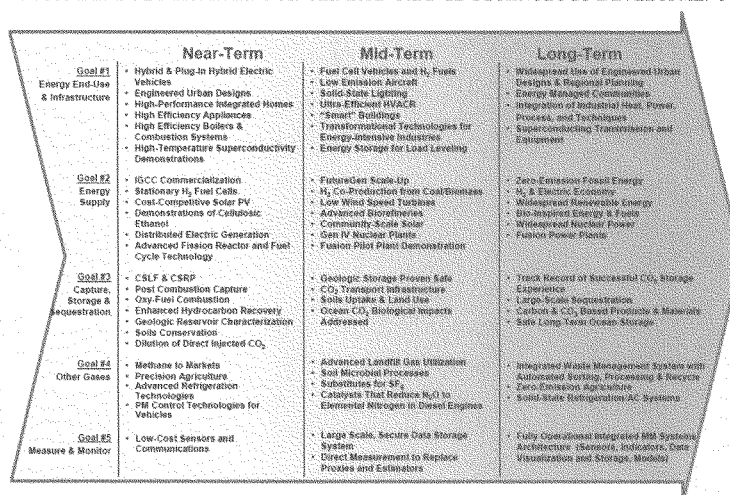 Near-Term
Mid-Term
Long-Term
Goal #1
Energy End-Use
& Infrastructure
• Hybrid & Plug-In Hybrid Electric
Vehicles
• Engineered Urban Designs
• High-Performance Integrated Homes
• High Efficiency Appliances
• High Efficiency Boilers &
Combustion Systems
• High-Temperature Superconductivity
Demonstrations
• Fuel Cell Vehicles and H₂ Fuels
• Low Emission Aircraft
• Solid-State Lighting
• Ultra-Efficient HVACR
• "Smart" Buildings
• Transformational Technologies for
Energy-Intensive Industries
• Energy Storage for Load Leveling
• Widespread Use of Engineered Urban
Designs & Regional Planning
• Energy Managed Communities
• Integration of Industrial Heat, Power,
Process, and Techniques
• Superconducting Transmission and
Equipment
Goal #2
Energy
Supply
• IGCC Commercialization
• Stationary H₂ Fuel Cells
• Cost-Competitive Solar PV
• Demonstrations of Cellulosic
Ethanol
• Distributed Electric Generation
• Advanced Fission Reactor and Fuel
Cycle Technology
• FutureGen Scale-Up
• H₂ Co-Production from Coal/Biomass
• Low Wind Speed Turbines
• Advanced Biorefineries
• Community-Scale Solar
• Gen IV Nuclear Plants
• Fusion Pilot Plant Demonstration
• Zero-Emission Fossil Energy
• H₂ & Electric Economy
• Widespread Renewable Energy
• Bio-Inspired Energy & Fuels
• Widespread Nuclear Power
• Fusion Power Plants
Goal #3
Capture,
Storage &
Sequestration
• CSLF & CSRP
• Post Combustion Capture
• Oxy-Fuel Combustion
• Enhanced Hydrocarbon Recovery
• Geologic Reservoir Characterization
• Soils Conservation
• Dilution of Direct Injected CO₂
• Geologic Storage Proven Safe
• CO₂ Transport Infrastructure
• Soils Uptake & Land Use
• Ocean CO₂ Biological Impacts
Addressed
• Track Record of Successful CO₂ Storage
Experience
• Large-Scale Sequestration
• Carbon & CO₂ Based Products & Materials
• Safe Long-Term Ocean Storage
Goal #4
Other Gases
• Methane to Markets
• Precision Agriculture
• Advanced Refrigeration
Technologies
• PM Control Technologies for
Vehicles
• Advanced Landfill Gas Utilization
• Soil Microbial Processes
• Substitutes for SF₆
• Catalysts That Reduce N₂O to
Elemental Nitrogen in Diesel Engines
• Integrated Waste Management System with
Automated Sorting, Processing & Recycle
• Zero-Emission Agriculture
• Solid-State Refrigeration/AC Systems
Goal #5
Measure & Monitor
• Low-Cost Sensors and
Communications
• Large Scale, Secure Data Storage
System
• Direct Measurement to Replace
Proxies and Estimators
• Fully Operational Integrated MM Systems
Architecture (Sensors, Indicators, Data
Visualization and Storage, Models)